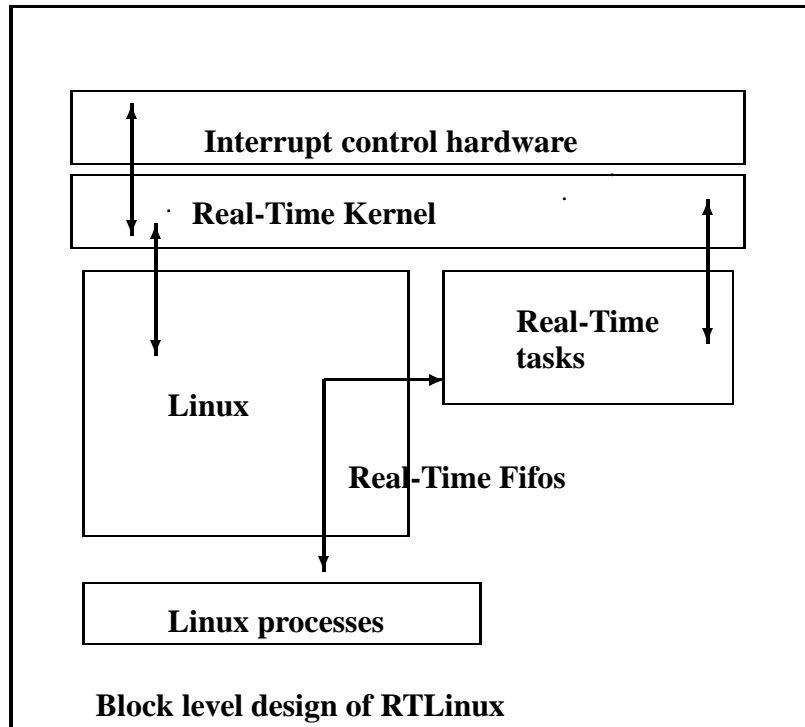 Interrupt control hardware
Real-Time Kernel
Real-Time
tasks
Linux
Real-Time Fifos
Linux processes
Block level design of RTLinux